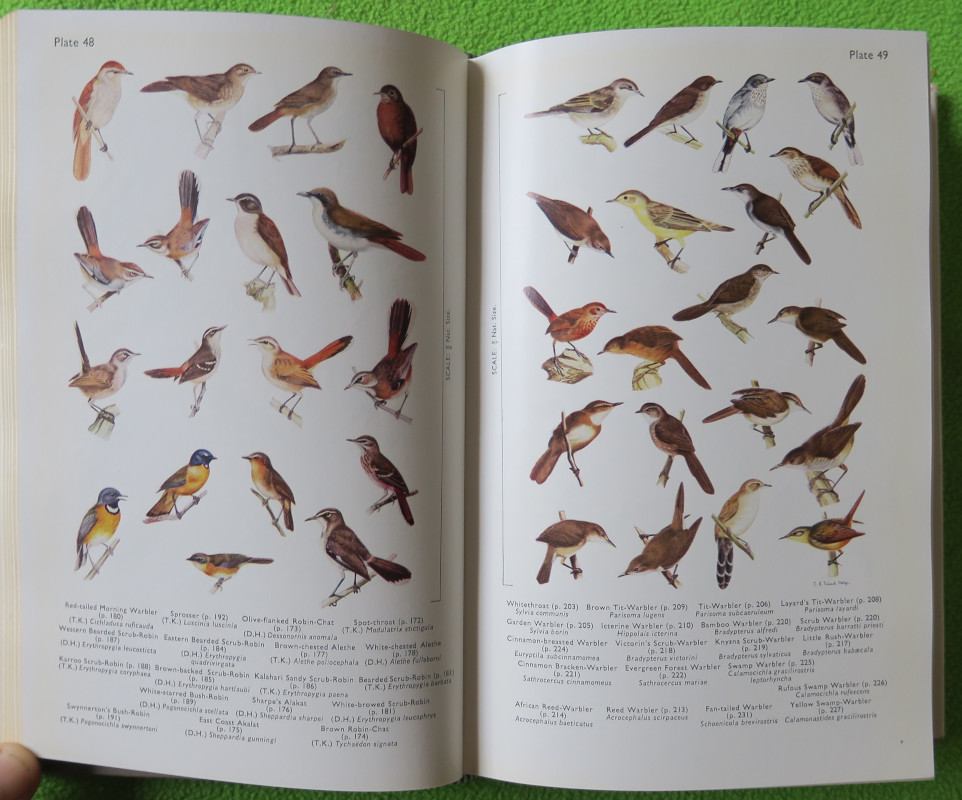 Plate 48
SCALE: ⅔ Nat. Size.
Red-tailed Morning Warbler Sprosser (p. 192) Olive-flanked Robin-Chat Spot-throat (p. 172)
(p. 180) (T.K.) Luscinia luscinia (p. 173) (T.K.) Modulatrix stictigula
(T.K.) Cichladusa ruficauda (D.H.) Dessonornis anomala
Western Bearded Scrub-Robin Eastern Bearded Scrub-Robin Brown-chested Alethe White-chested Alethe
(p. 187) (p. 184) (p. 177) (p. 178)
(D.H.) Erythropygia leucosticta (D.H.) Erythropygia (T.K.) Alethe poliocephala (D.H.) Alethe fulleborni
quadrivirgata
Karroo Scrub-Robin (p. 188) Brown-backed Scrub-Robin Kalahari Sandy Scrub-Robin Bearded Scrub-Robin (p. 183)
(T.K.) Erythropygia coryphaea (p. 185) (p. 186) (T.K.) Erythropygia barbata
(D.H.) Erythropygia hartlaubi (T.K.) Erythropygia paena
White-starred Bush-Robin Sharpe's Alakat White-browed Scrub-Robin
(p. 189) (p. 176) (p. 181)
(D.H.) Pogonocichla stellata (D.H.) Sheppardia sharpei (D.H.) Erythropygia leucophrys
Swynnerton's Bush-Robin East Coast Akalat Brown Robin-Chat
(p. 191) (p. 175) (p. 174)
(T.K.) Pogonocichla swynnertoni (D.H.) Sheppardia gunningi (T.K.) Tychaëdon signata
Plate 49
SCALE: ⅔ Nat. Size.
Whitethroat (p. 203) Brown Tit-Warbler (p. 209) Tit-Warbler (p. 206) Layard's Tit-Warbler (p. 208)
Sylvia communis Parisoma lugens Parisoma subcaeruleum Parisoma layardi
Garden Warbler (p. 205) Icterine Warbler (p. 210) Bamboo Warbler (p. 220) Scrub Warbler (p. 220)
Sylvia borin Hippolais icterina Bradypterus alfredi Bradypterus barratti priesti
Cinnamon-breasted Warbler Victorin's Scrub-Warbler Knysna Scrub-Warbler Little Rush-Warbler
(p. 224) (p. 218) (p. 219) (p. 217)
Euryptila subcinnamomea Bradypterus victorini Bradypterus sylvaticus Bradypterus babœcala
Cinnamon Bracken-Warbler Evergreen Forest Warbler Swamp Warbler (p. 225)
(p. 221) (p. 222) Calamocichla gracilirostris
Sathrocercus cinnamomeus Sathrocercus mariae leptorhyncha
Rufous Swamp Warbler (p. 226)
Calamocichla rufescens
African Reed-Warbler Reed Warbler (p. 213) Fan-tailed Warbler Yellow Swamp-Warbler
(p. 214) Acrocephalus scirpaceus (p. 231) (p. 227)
Acrocephalus baeticatus Schoenicola brevirostris Calamonastides gracilirostris